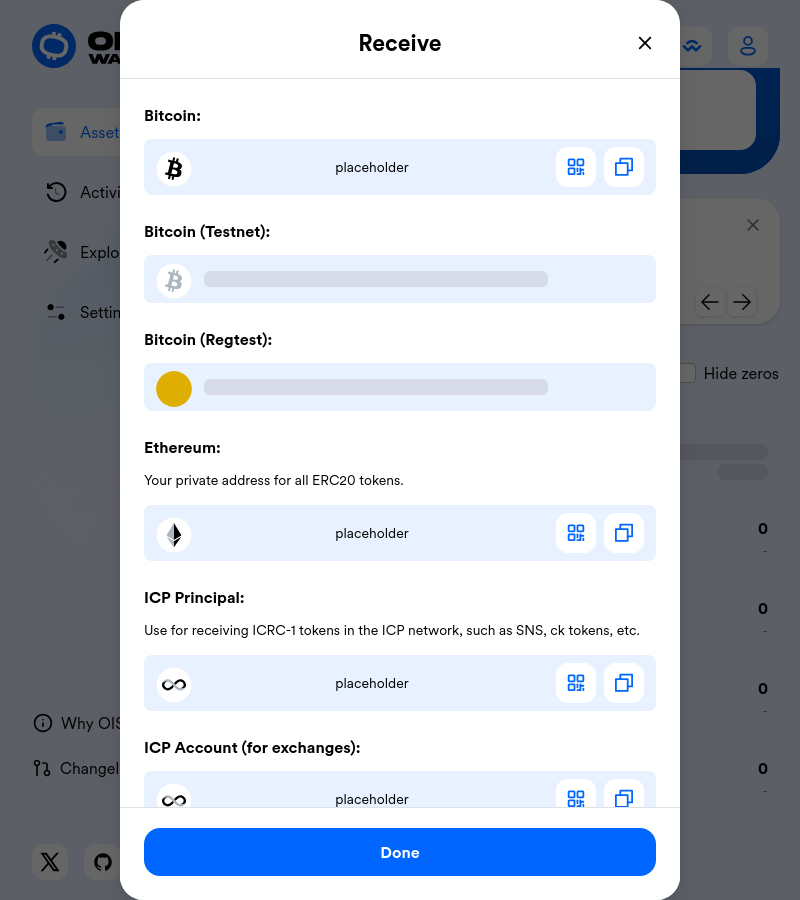 Receive
Bitcoin:
placeholder
Bitcoin (Testnet):
Bitcoin (Regtest):
Ethereum:
Your private address for all ERC20 tokens.
placeholder
ICP Principal:
Use for receiving ICRC-1 tokens in the ICP network, such as SNS, ck tokens, etc.
placeholder
ICP Account (for exchanges):
placeholder
Done
OI
WA
Asset
Activi
Explo
Settin
Why OIS
Changel
Hide zeros
0
-
0
-
0
-
0
-